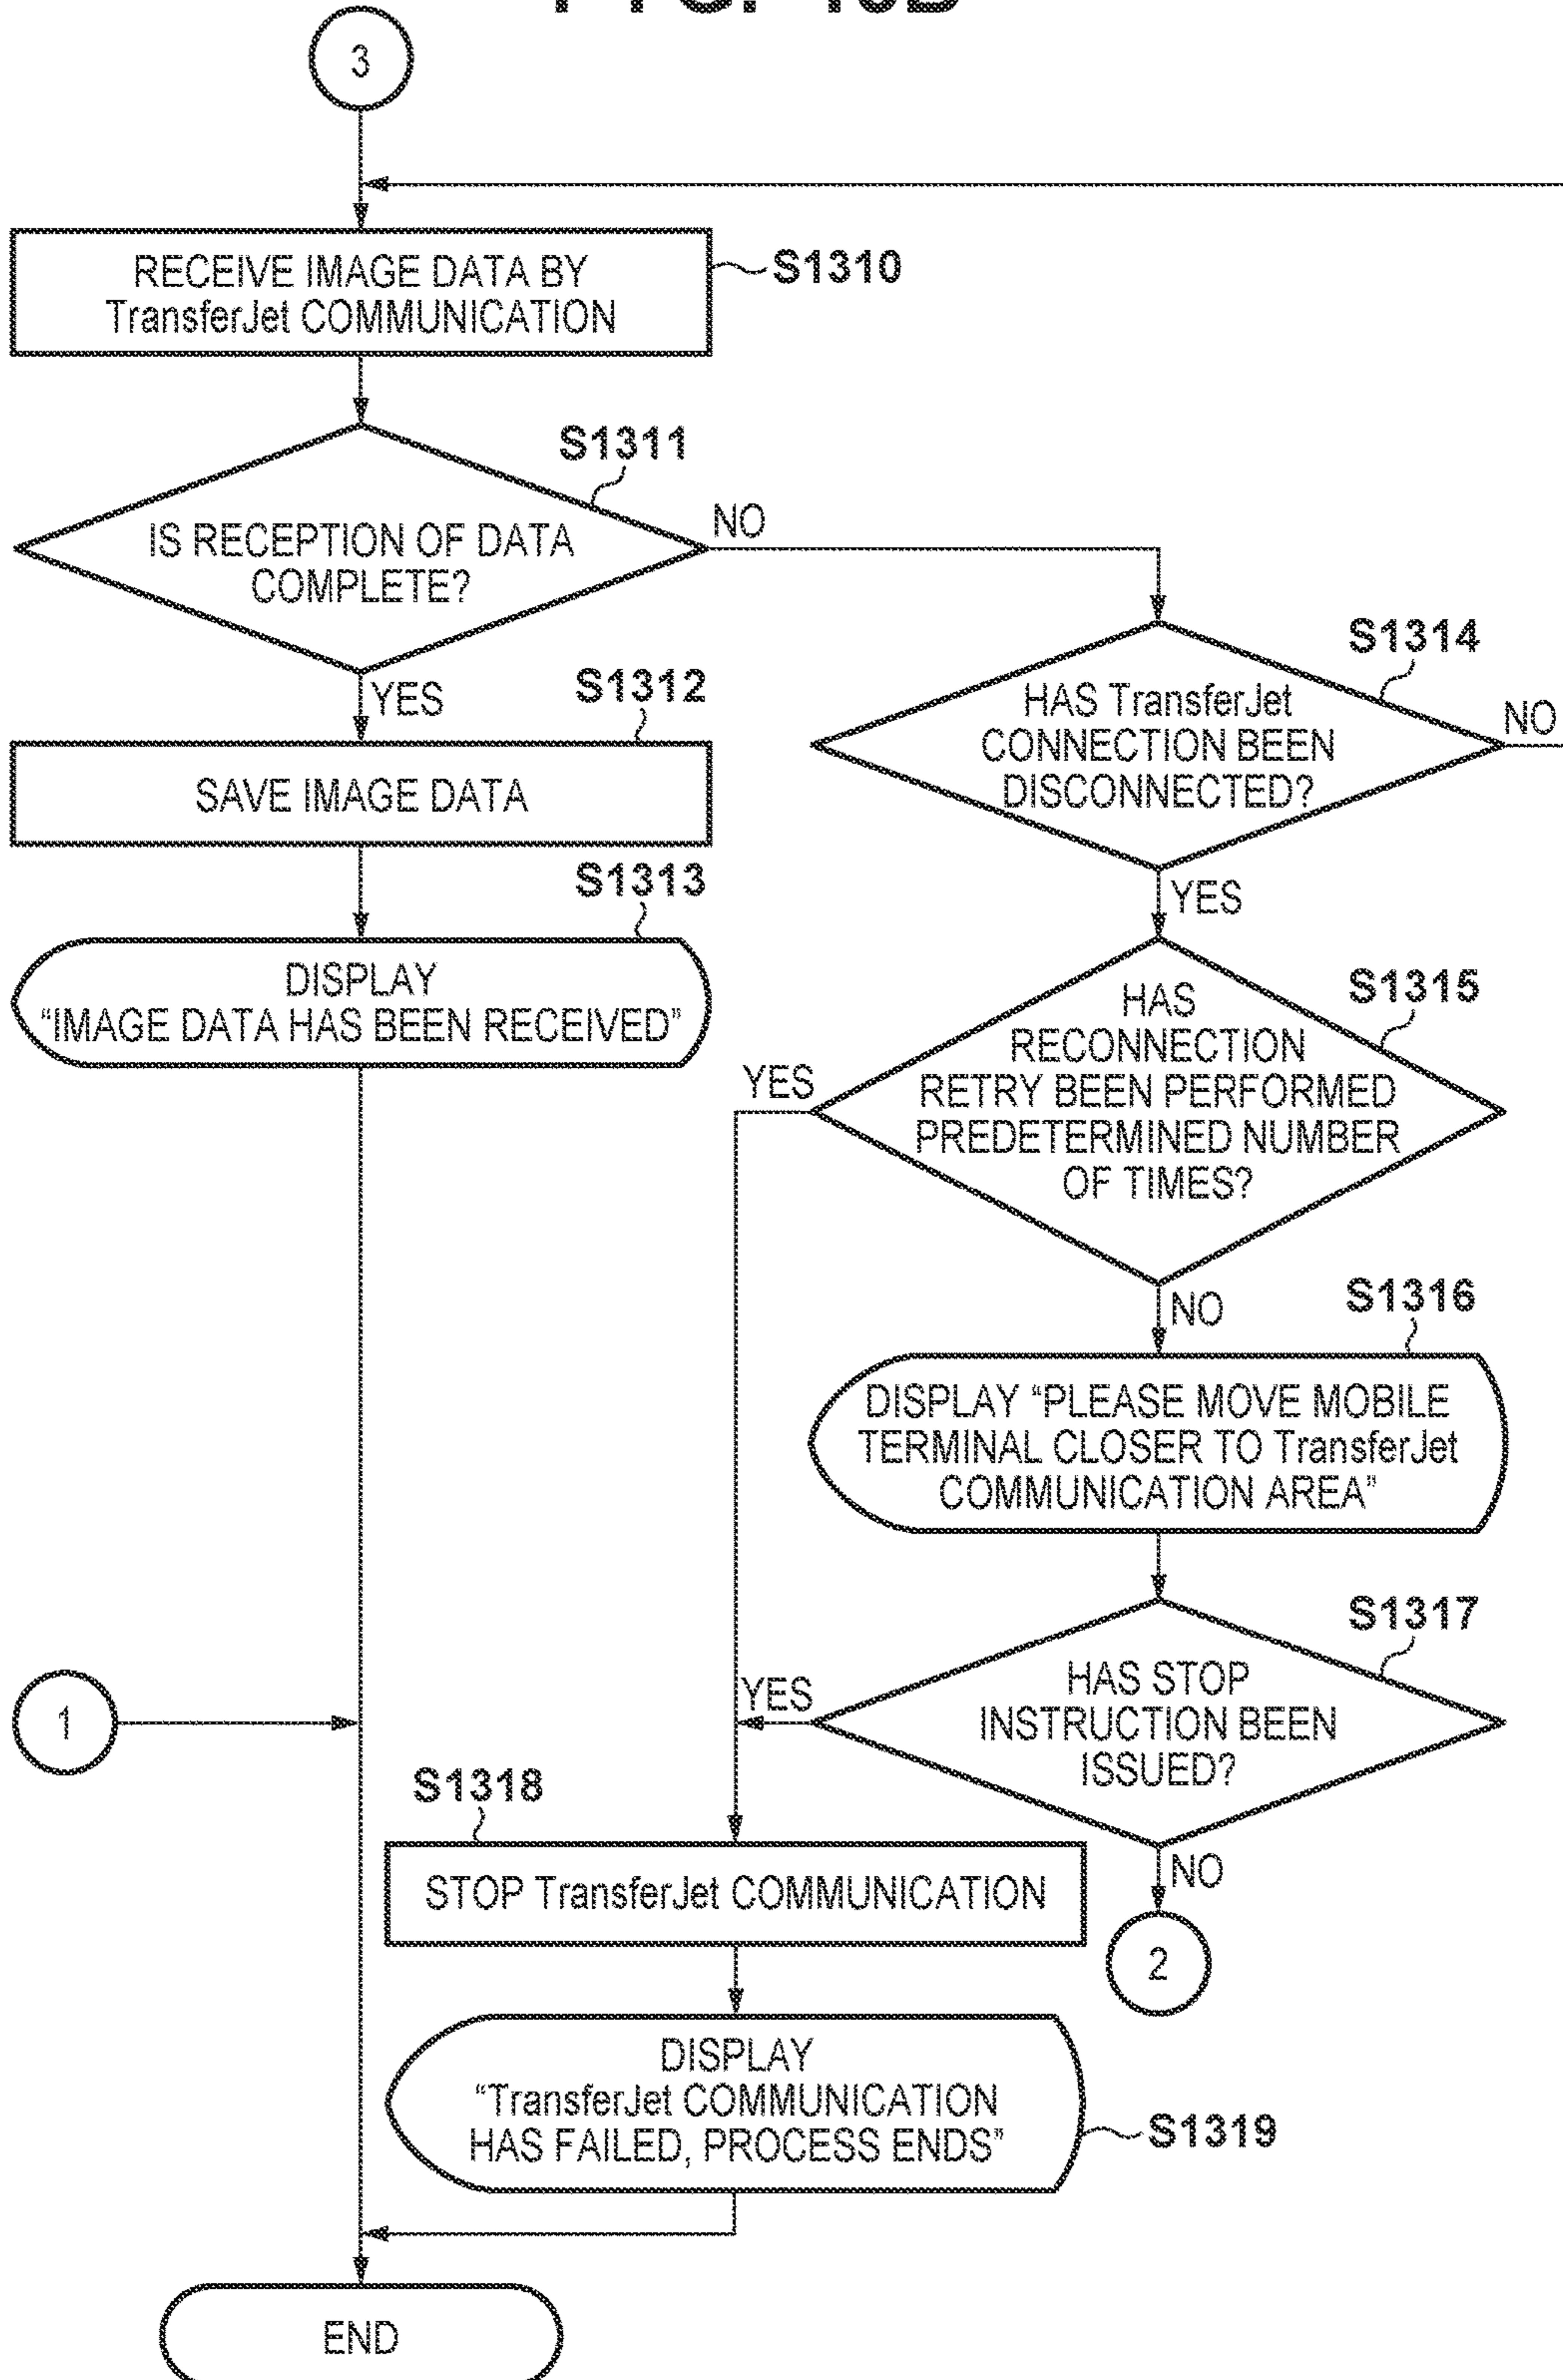 3
RECEIVE IMAGE DATA BY
TransferJet COMMUNICATION
S1310
S1311
IS RECEPTION OF DATA
COMPLETE?
NO
YES
S1312
SAVE IMAGE DATA
S1313
DISPLAY
“IMAGE DATA HAS BEEN RECEIVED”
S1314
HAS TransferJet
CONNECTION BEEN
DISCONNECTED?
NO
YES
S1315
HAS
RECONNECTION
RETRY BEEN PERFORMED
PREDETERMINED NUMBER
OF TIMES?
YES
NO
S1316
DISPLAY “PLEASE MOVE MOBILE
TERMINAL CLOSER TO TransferJet
COMMUNICATION AREA”
S1317
HAS STOP
INSTRUCTION BEEN
ISSUED?
YES
NO
1
2
S1318
STOP TransferJet COMMUNICATION
DISPLAY
“TransferJet COMMUNICATION
HAS FAILED, PROCESS ENDS”
S1319
END